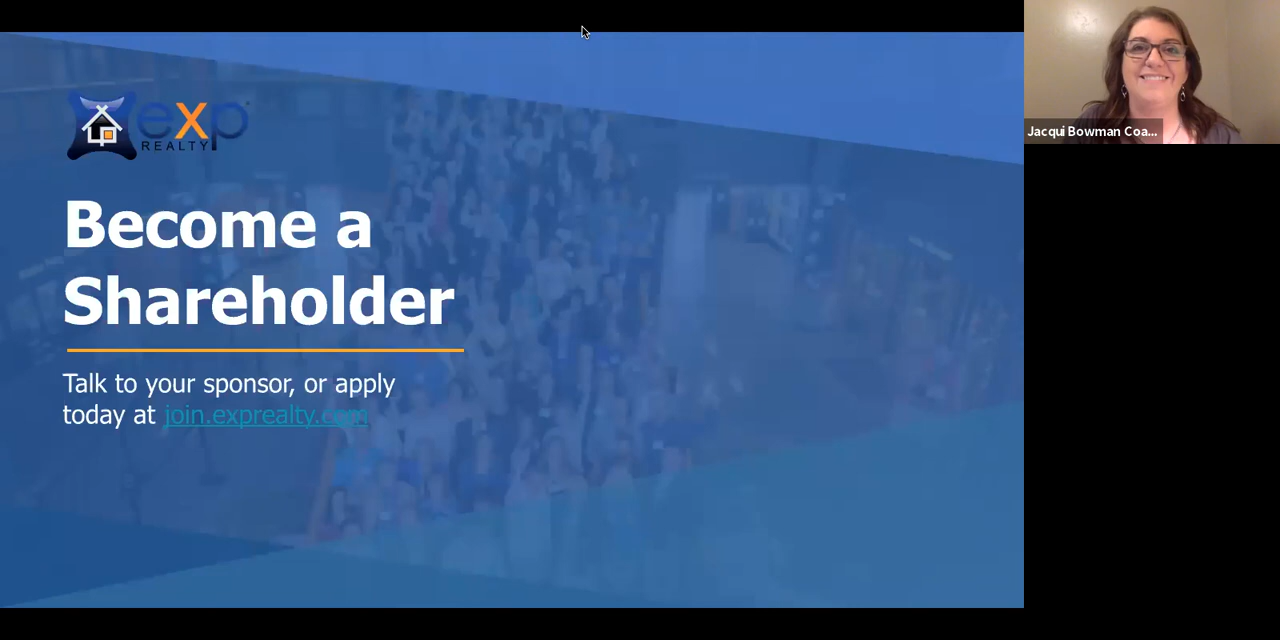 exp
REALTY
Become a
Shareholder
Talk to your sponsor, or apply
today at join.exprealty.com
Jacqui Bowman Coa...